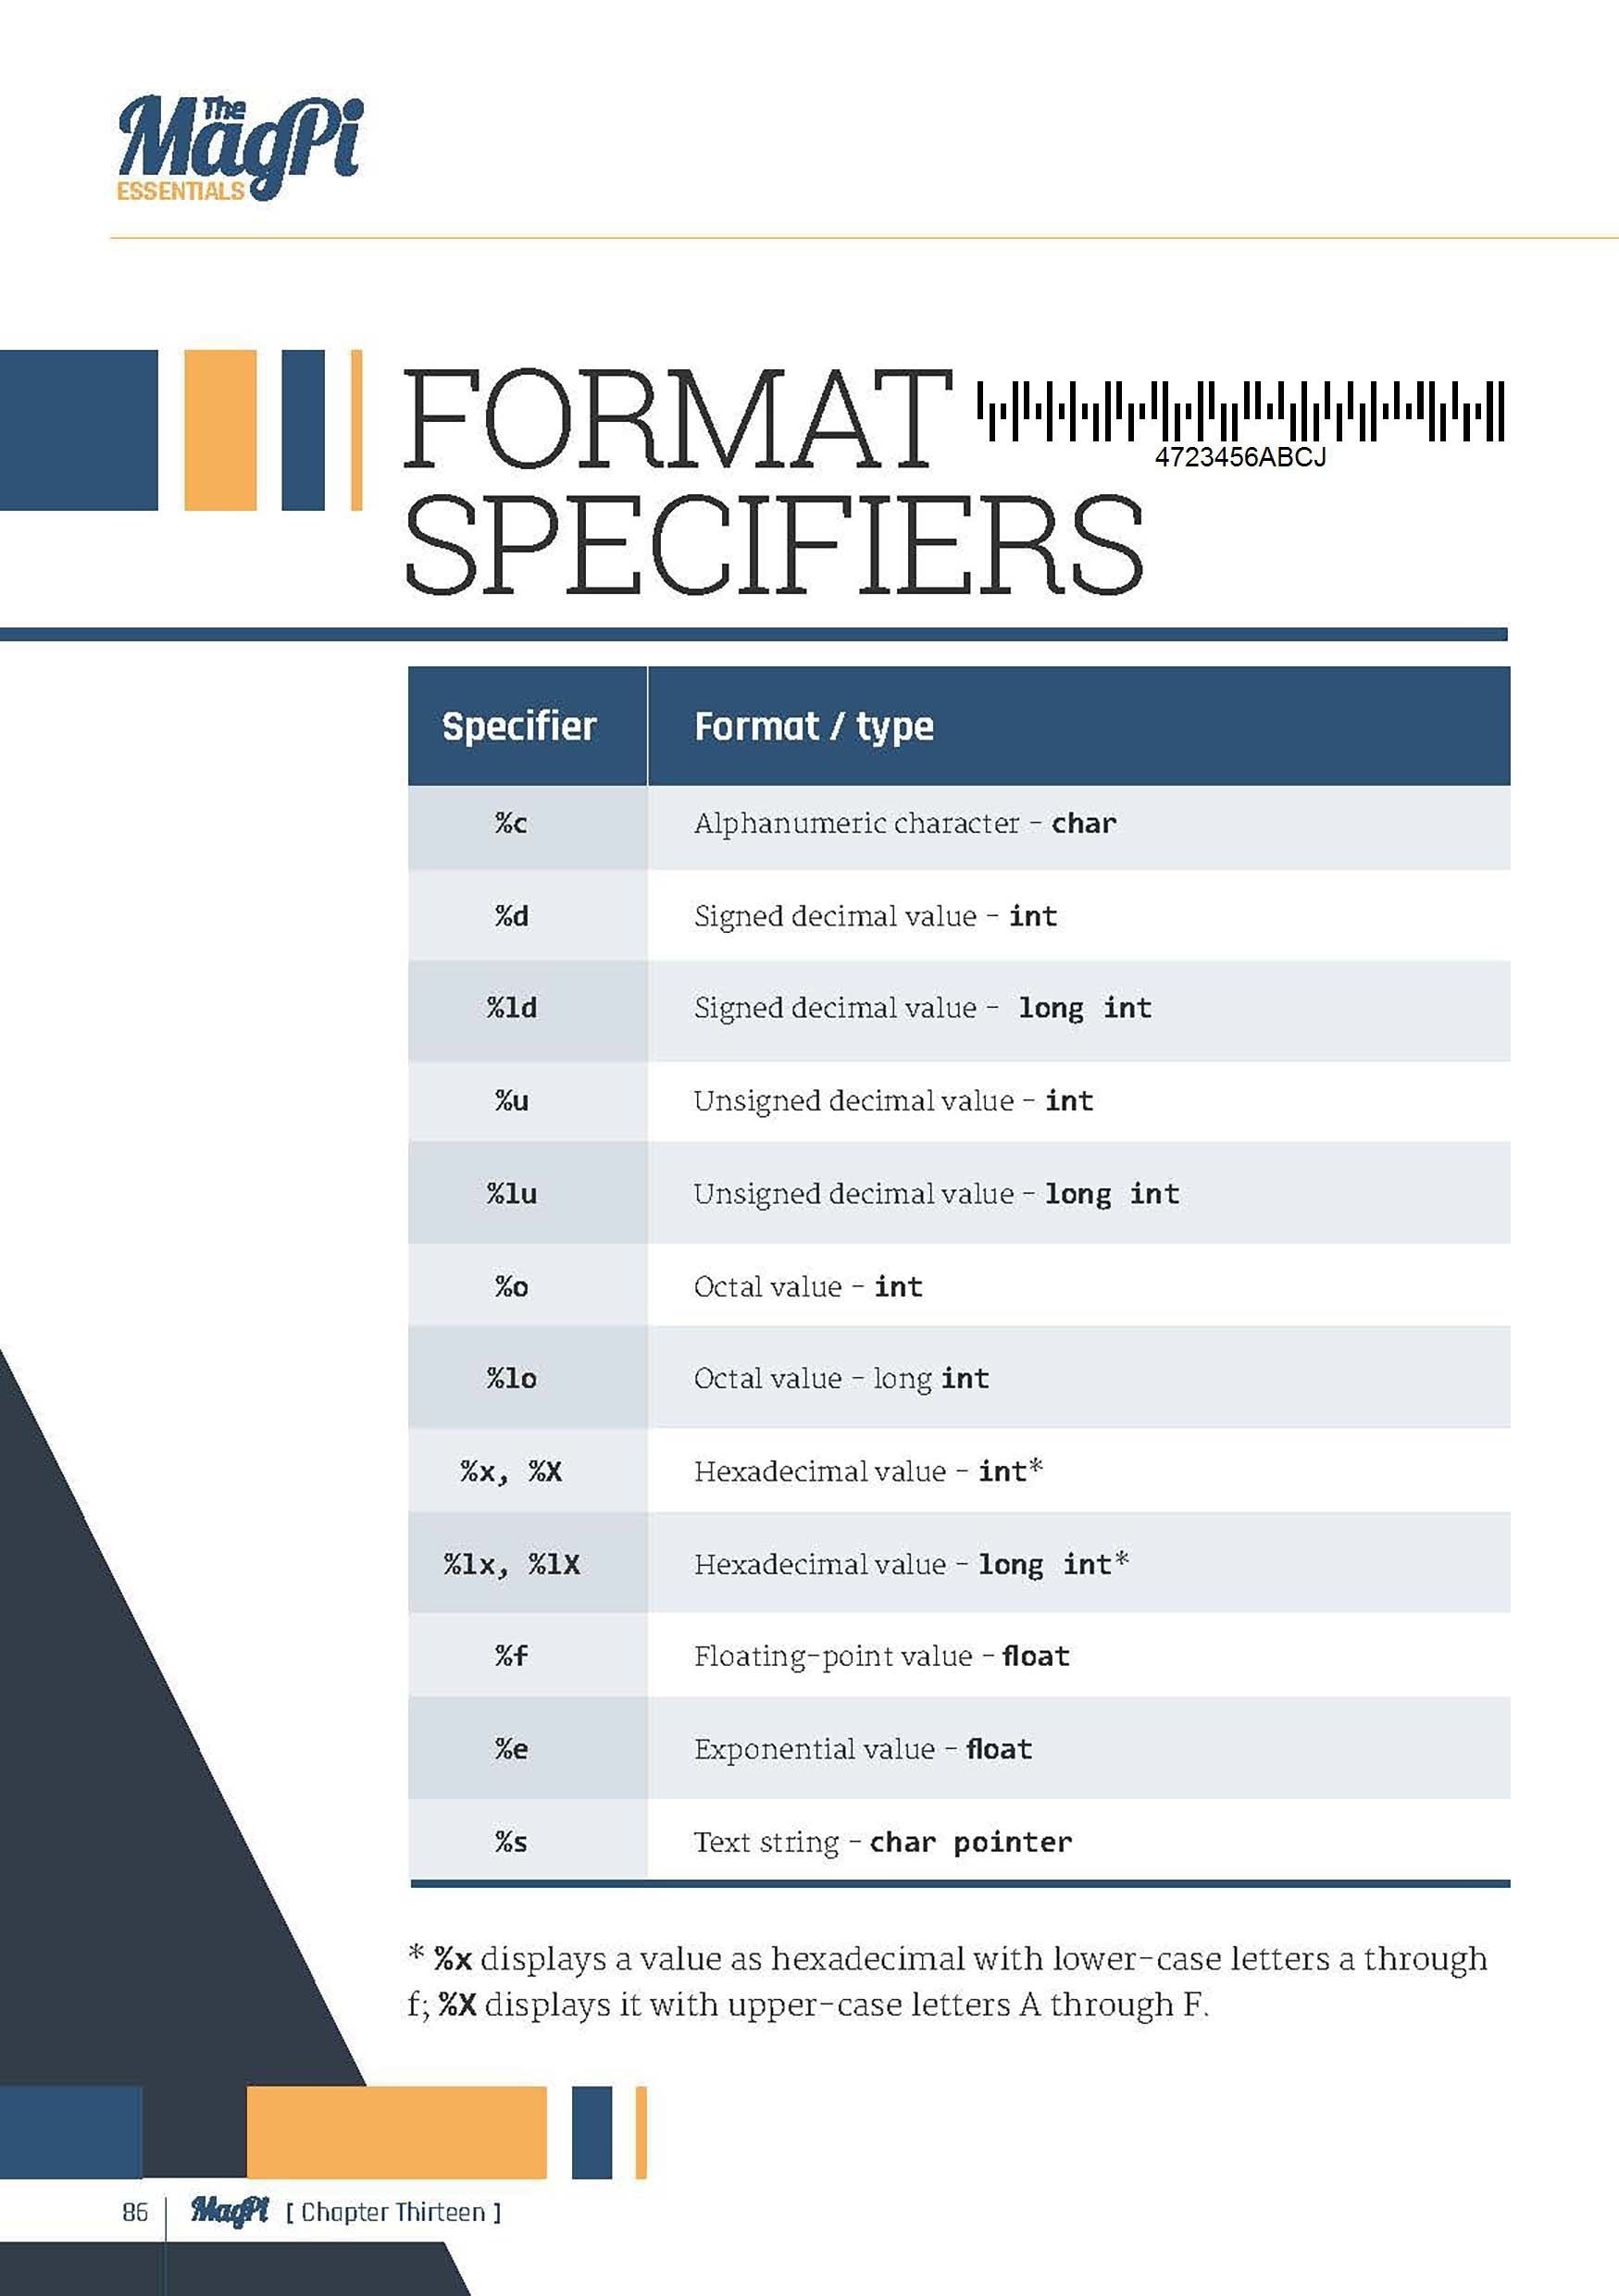 The
MagPi
ESSENTIALS
FORMAT
4723456ABCJ
SPECIFIERS
Specifier Format / type
%c Alphanumeric character – char
%d Signed decimal value – int
%ld Signed decimal value – long int
%u Unsigned decimal value – int
%lu Unsigned decimal value – long int
%o Octal value – int
%lo Octal value – long int
%x, %X Hexadecimal value – int*
%lx, %lX Hexadecimal value – long int*
%f Floating-point value – float
%e Exponential value – float
%s Text string – char pointer
* %x displays a value as hexadecimal with lower-case letters a through
f; %X displays it with upper-case letters A through F.
86 MagPi [ Chapter Thirteen ]